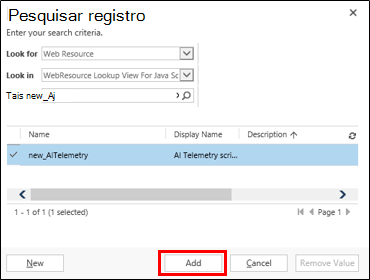 Pesquisar registro
Enter your search criteria.
Look for Web Resource
Look in WebResource Lookup View For Java Sc
Tais new_Aj
Name Display Name Description
new_AITelemetry AI Telemetry scri...
1 - 1 of 1 (1 selected) Page 1
New Add Cancel Remove Value